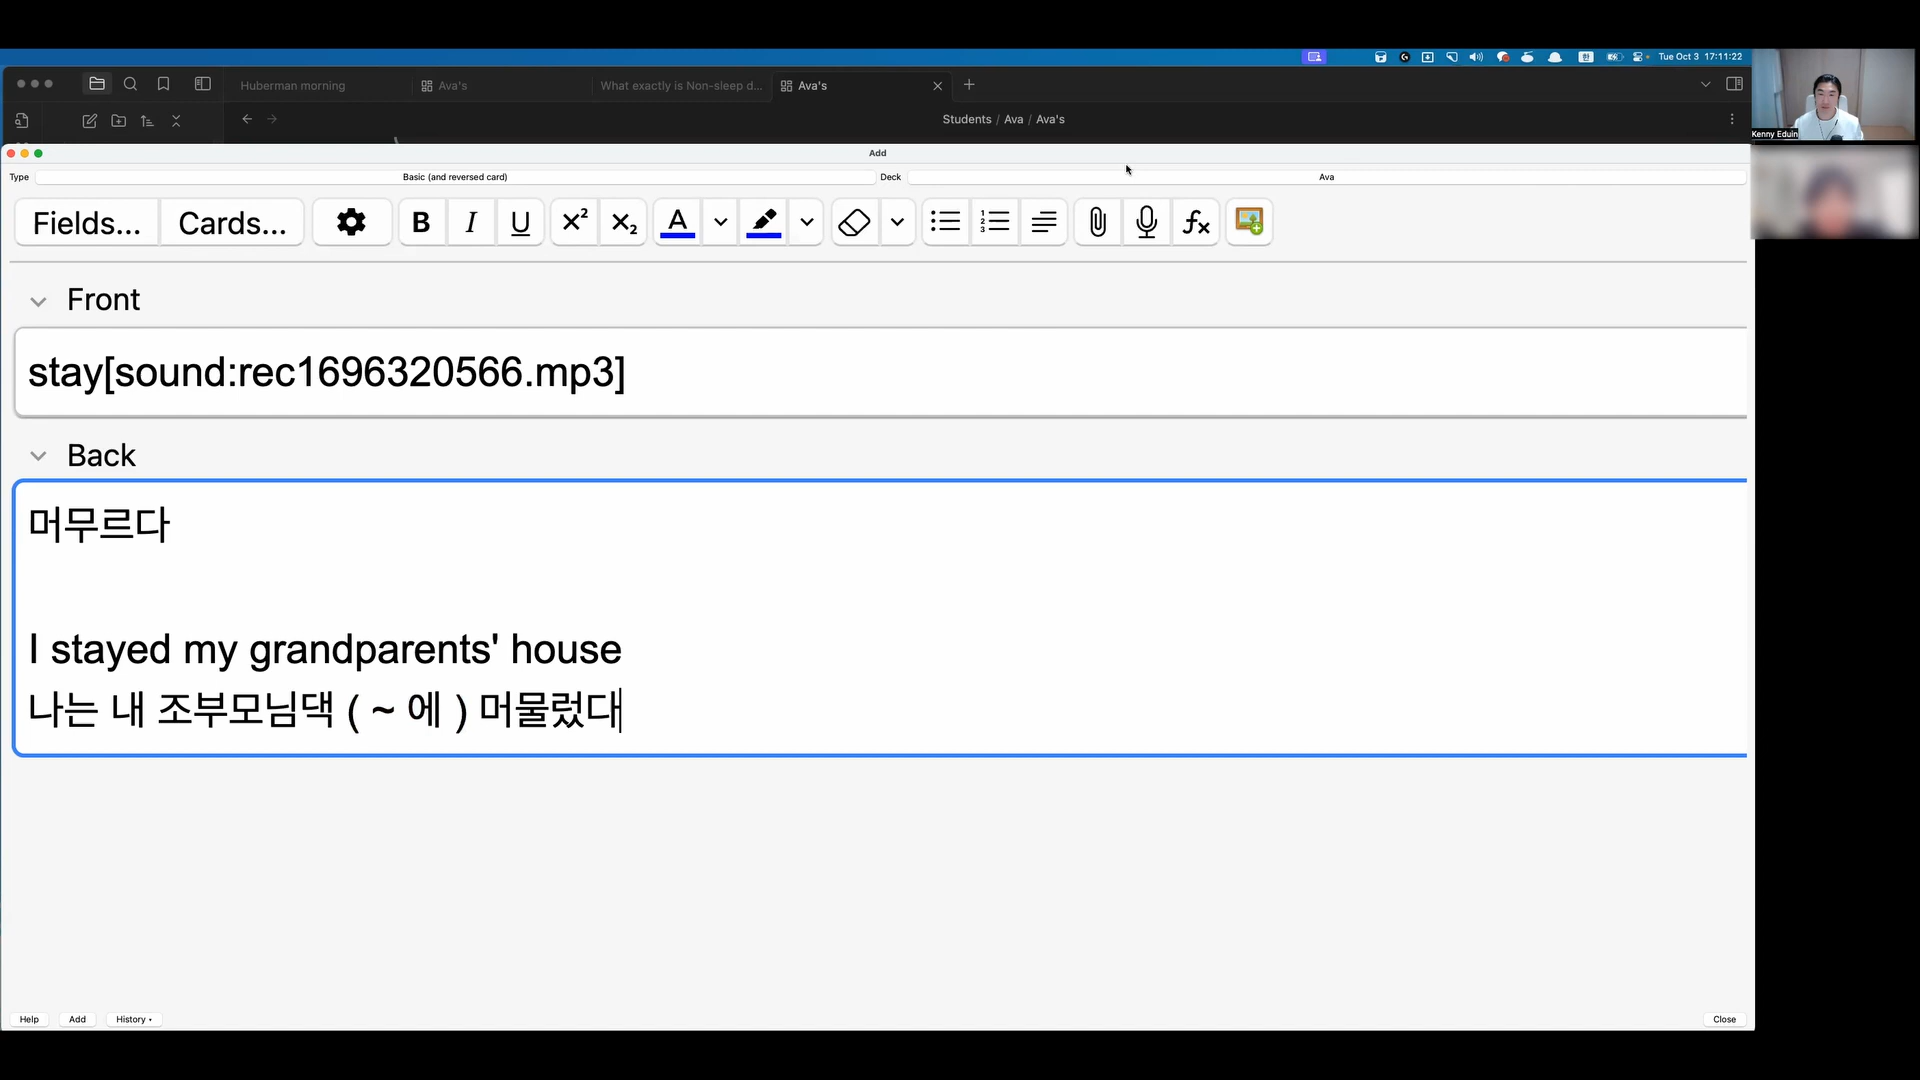 Tue Oct 3 17:11:22
Huberman morning
Ava's
What exactly is Non-sleep d...
Ava's
Students / Ava / Ava's
Kenny Eduin
Add
Type
Basic (and reversed card)
Deck
Ava
Fields...
Cards...
B I U x² x₂ A fx
Front
stay[sound:rec1696320566.mp3]
Back
머무르다
I stayed my grandparents' house
나는 내 조부모님댁 ( ~ 에 ) 머물렀다
Help
Add
History
Close